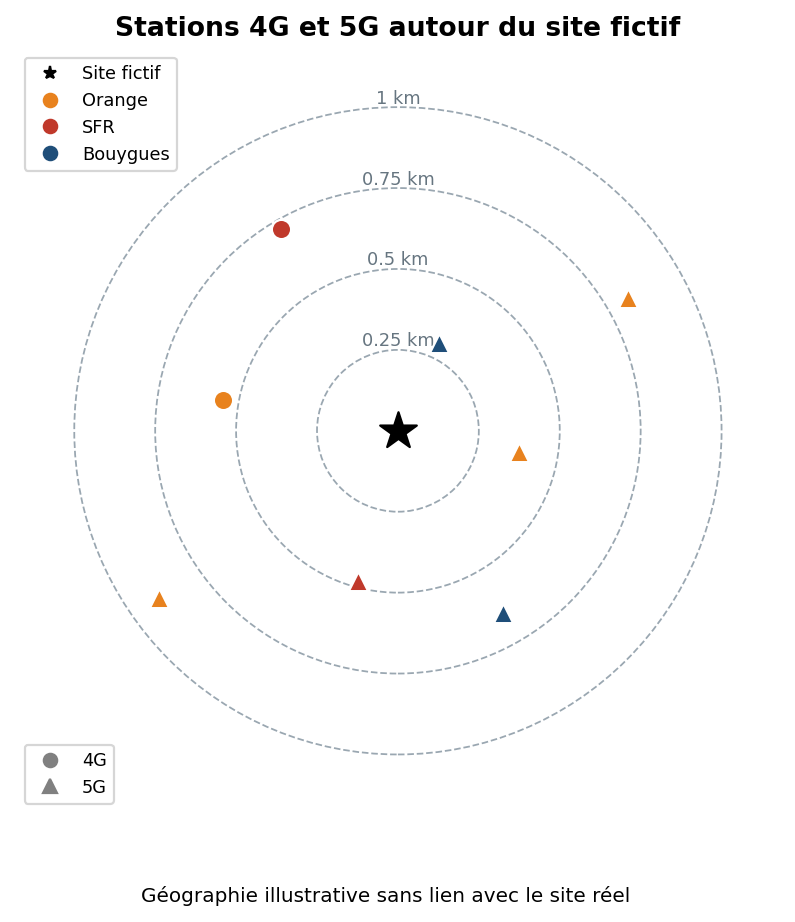 Stations 4G et 5G autour du site fictif
Site fictif
Orange
SFR
Bouygues
1 km
0.75 km
0.5 km
0.25 km
4G
5G
Géographie illustrative sans lien avec le site réel